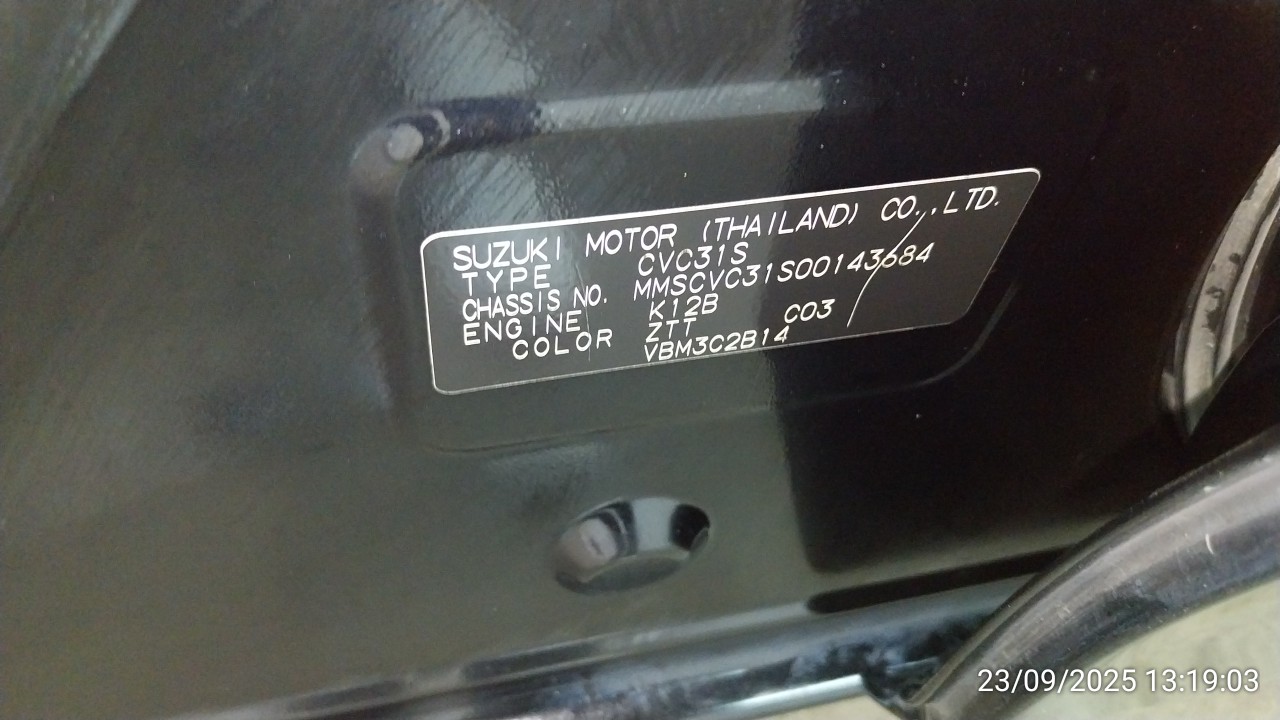 SUZUKI MOTOR (THAILAND) CO.,LTD.
TYPE CVC31S
CHASSIS NO. MMSCVC31S00143684
ENGINE K12B
COLOR ZTT C03
VBM3C2B14
23/09/2025 13:19:03